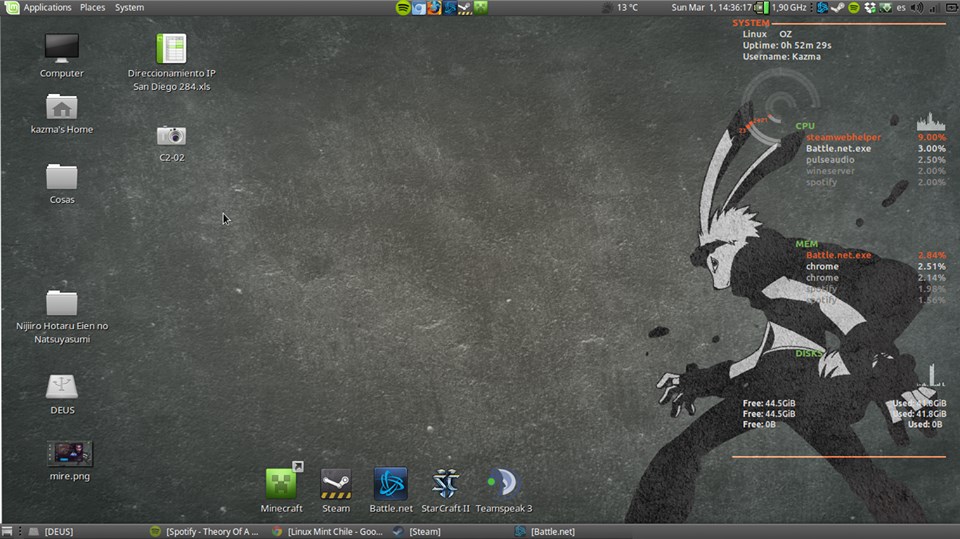 Applications Places System
13 °C
Sun Mar 1, 14:36:17
1,90 GHz
es
Computer
Direccionamiento IP
San Diego 284.xls
kazma's Home
C2-02
Cosas
Nijiiro Hotaru Eien no
Natsuyasumi
DEUS
mire.png
Minecraft
Steam
Battle.net
StarCraft II
Teamspeak 3
SYSTEM
Linux OZ
Uptime: 0h 52m 29s
Username: Kazma
CPU
steamwebhelper 9.00%
Battle.net.exe 3.00%
pulseaudio 2.50%
wineserver 2.00%
spotify 2.00%
MEM
Battle.net.exe 2.84%
chrome 2.51%
chrome 2.14%
spotify 1.98%
spotify 1.86%
DISKS
Free: 44.5GiB Used: 41.8GiB
Free: 44.5GiB Used: 41.8GiB
Free: 0B Used: 0B
[DEUS]
[Spotify - Theory Of A ...
[Linux Mint Chile - Goo...
[Steam]
[Battle.net]